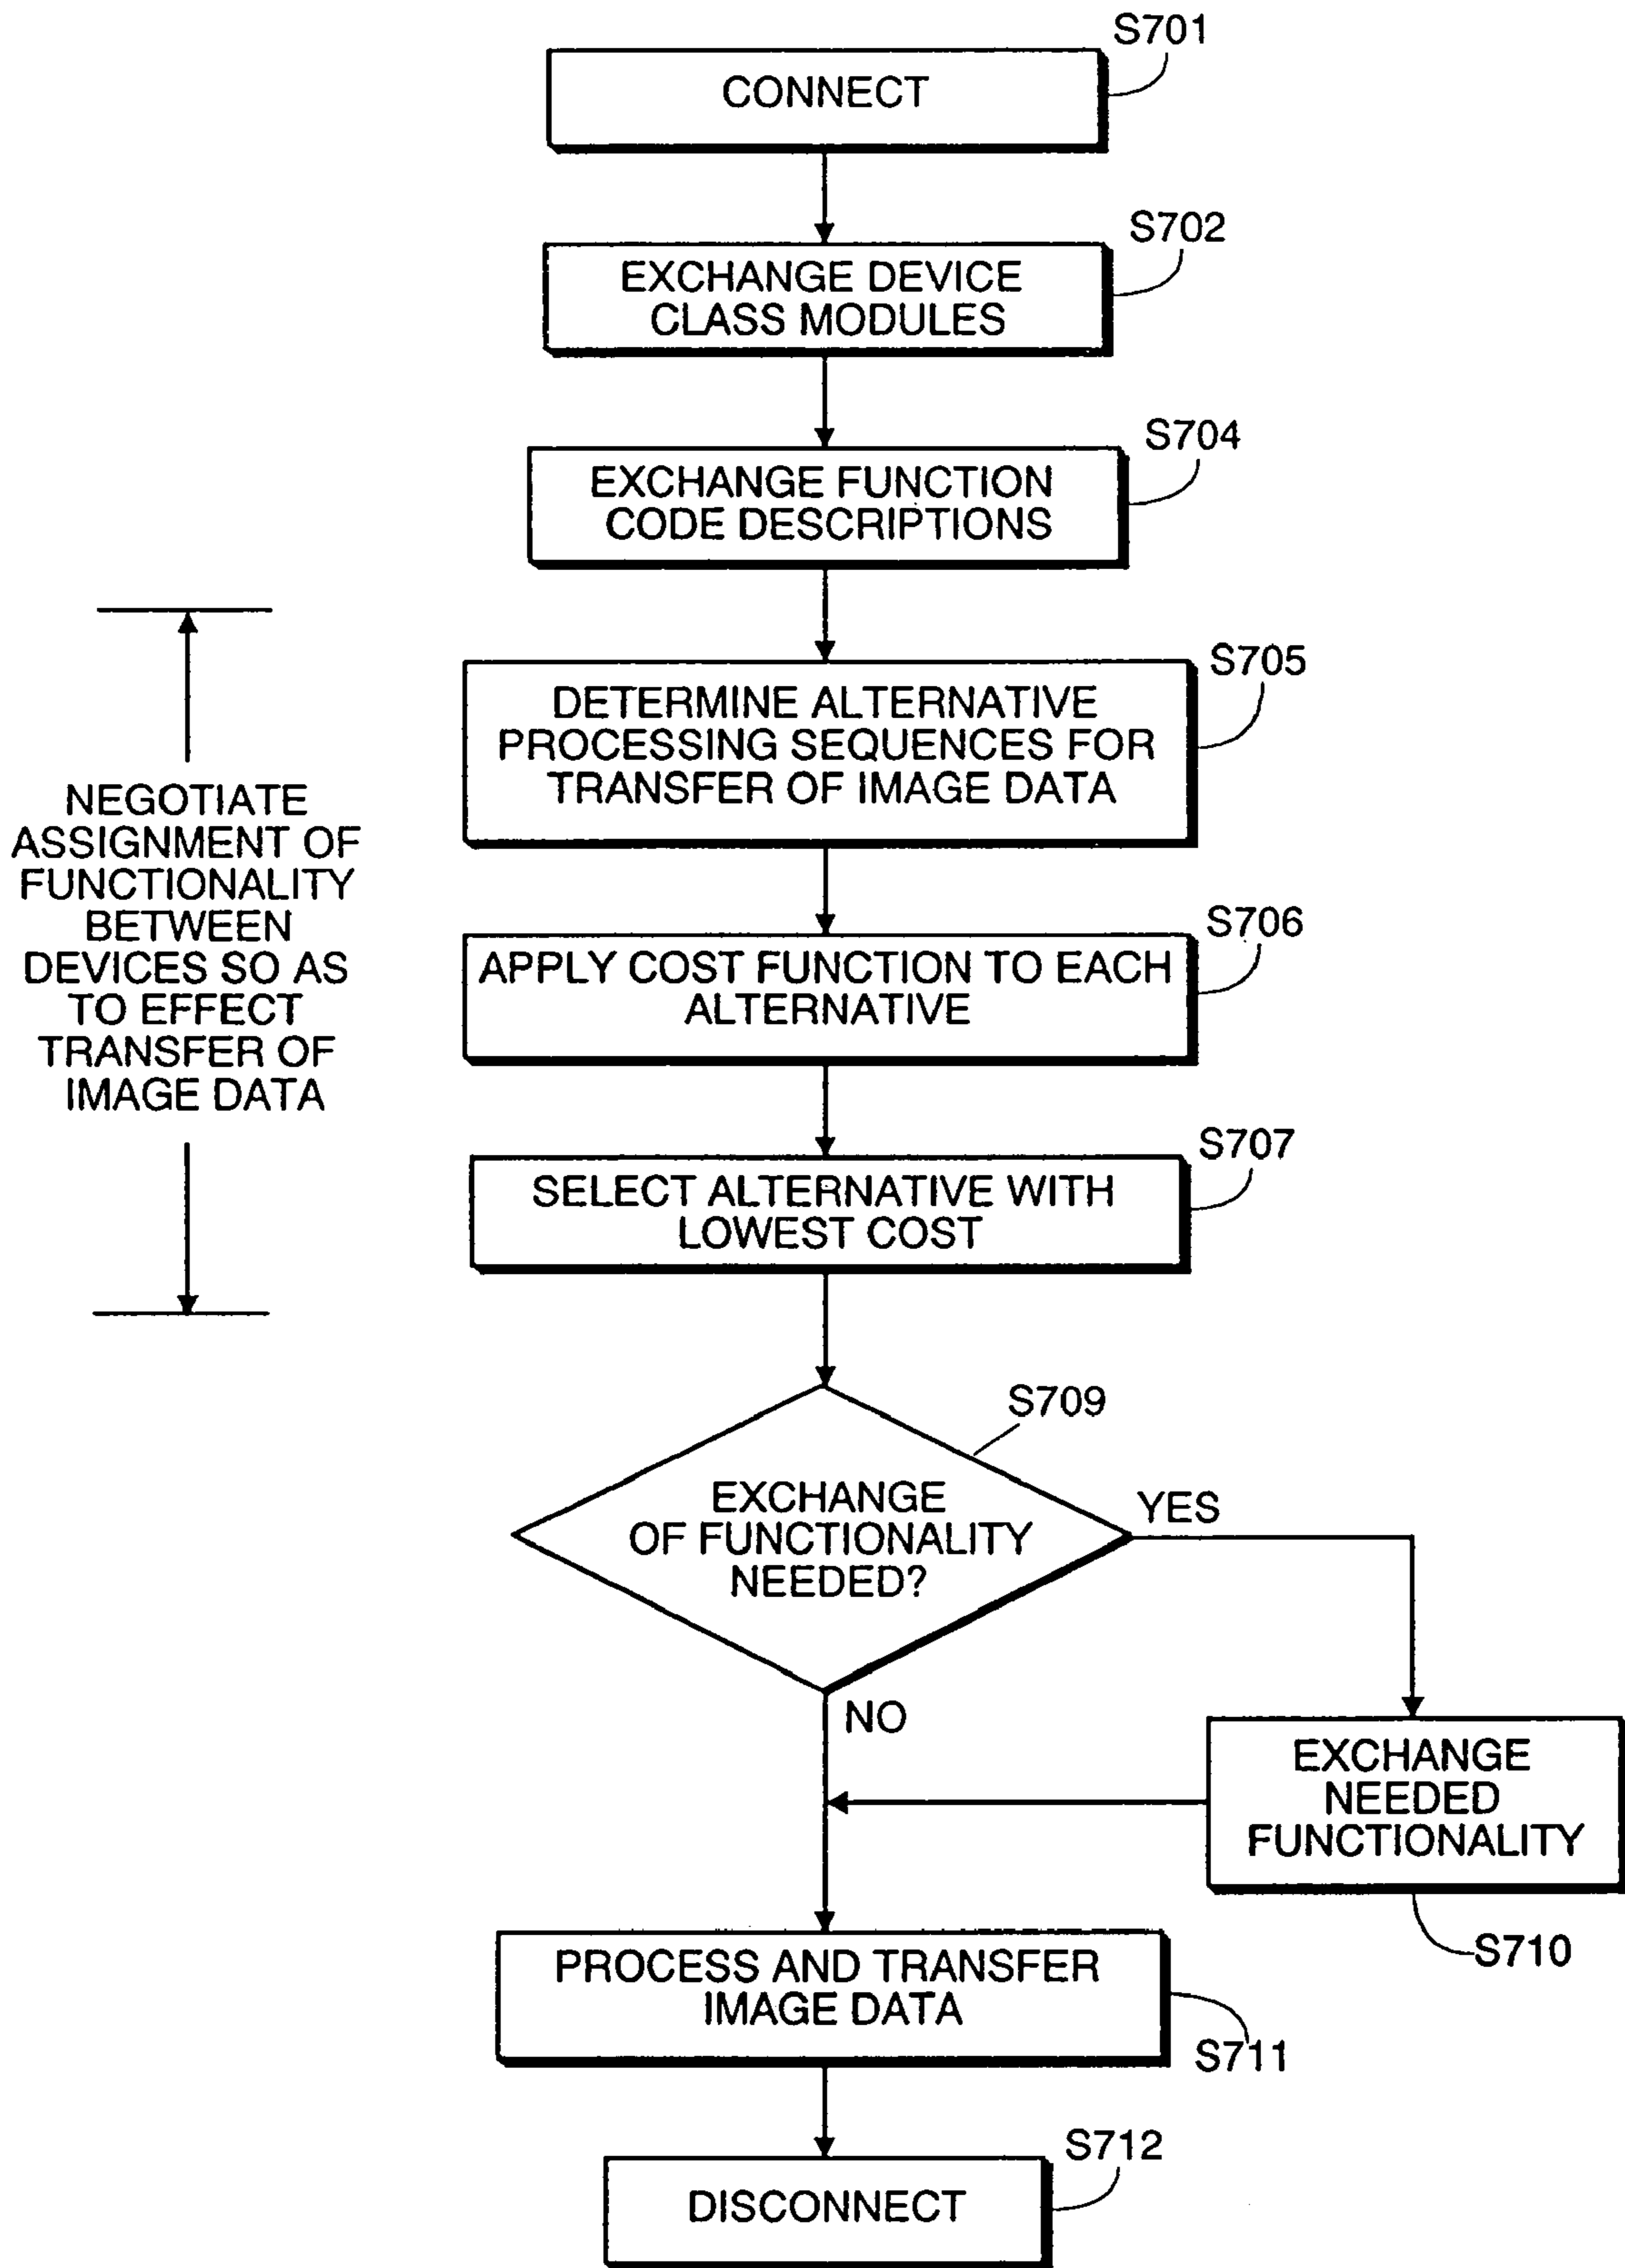 S701
CONNECT
S702
EXCHANGE DEVICE
CLASS MODULES
S704
EXCHANGE FUNCTION
CODE DESCRIPTIONS
S705
DETERMINE ALTERNATIVE
PROCESSING SEQUENCES FOR
TRANSFER OF IMAGE DATA
NEGOTIATE
ASSIGNMENT OF
FUNCTIONALITY
BETWEEN
DEVICES SO AS
TO EFFECT
TRANSFER OF
IMAGE DATA
S706
APPLY COST FUNCTION TO EACH
ALTERNATIVE
S707
SELECT ALTERNATIVE WITH
LOWEST COST
S709
EXCHANGE
OF FUNCTIONALITY
NEEDED?
YES
NO
EXCHANGE
NEEDED
FUNCTIONALITY
S710
PROCESS AND TRANSFER
IMAGE DATA
S711
S712
DISCONNECT